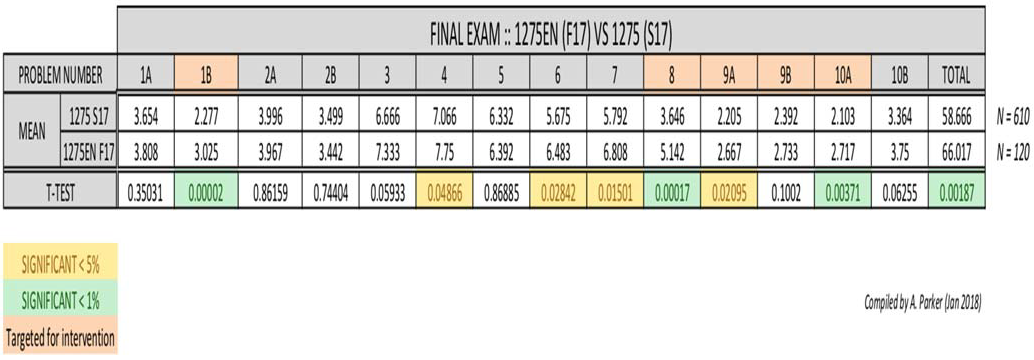 FINAL EXAM :: 1275EN (F17) VS 1275 (S17)
PROBLEM NUMBER 1A 1B 2A 2B 3 4 5 6 7 8 9A 9B 10A 10B TOTAL
MEAN
1275 S17 3.654 2.277 3.996 3.499 6.666 7.066 6.332 5.675 5.792 3.646 2.205 2.392 2.103 3.364 58.666 N = 610
1275EN F17 3.808 3.025 3.967 3.442 7.333 7.75 6.392 6.483 6.808 5.142 2.667 2.733 2.717 3.75 66.017 N = 120
T-TEST 0.35031 0.00002 0.86159 0.74404 0.05933 0.04866 0.86885 0.02842 0.01501 0.00017 0.02095 0.1002 0.00371 0.06255 0.00187
SIGNIFICANT < 5%
SIGNIFICANT < 1%
Compiled by A. Parker (Jan 2018)
Targeted for intervention